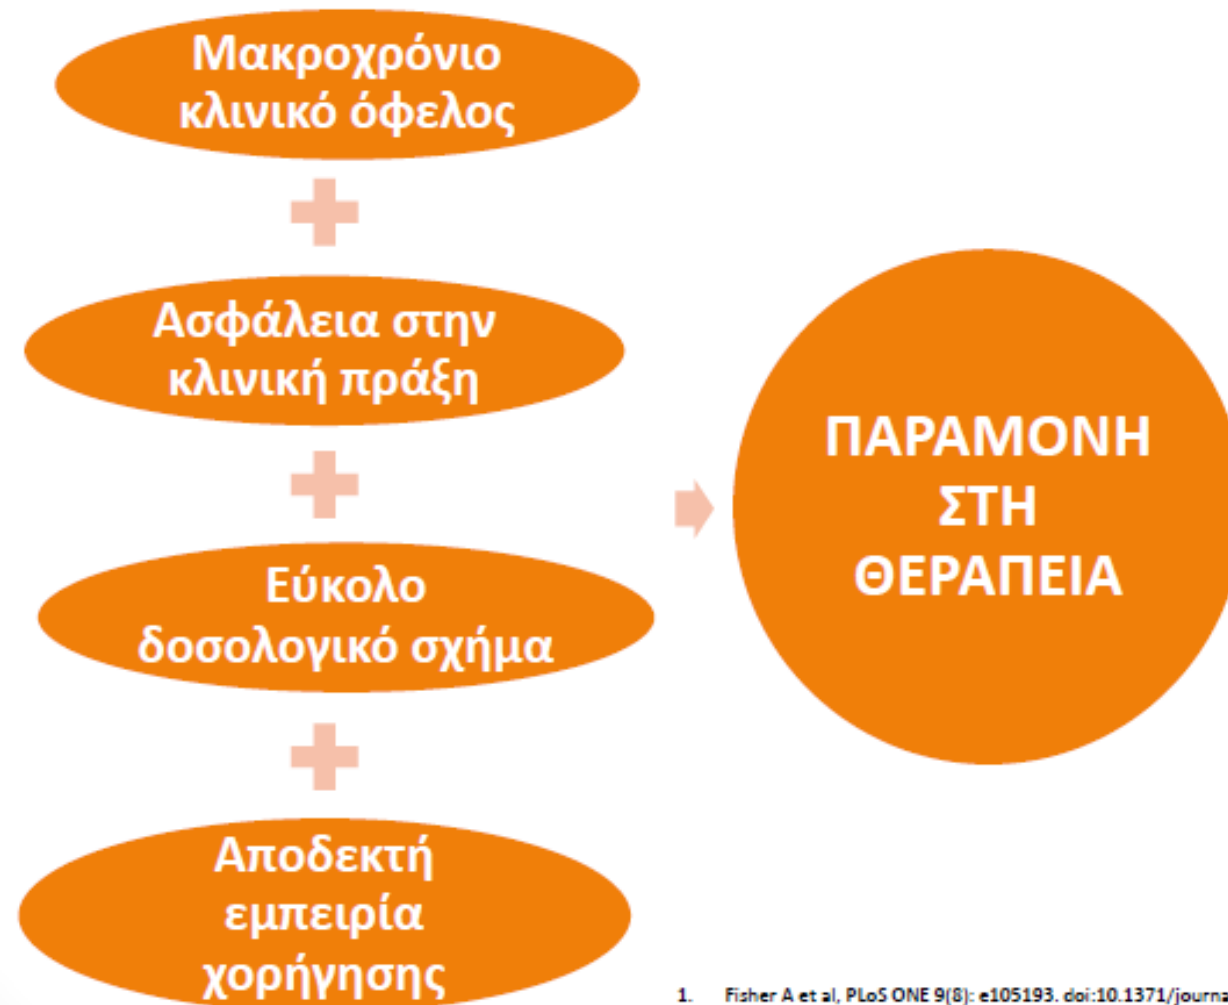 Μακροχρόνιο
κλινικό όφελος
Ασφάλεια στην
κλινική πράξη
Εύκολο
δοσολογικό σχήμα
Αποδεκτή
εμπειρία
χορήγησης
ΠΑΡΑΜΟΝΗ
ΣΤΗ
ΘΕΡΑΠΕΙΑ
1. Fisher A et al, PLoS ONE 9(8): e105193. doi:10.1371/journa